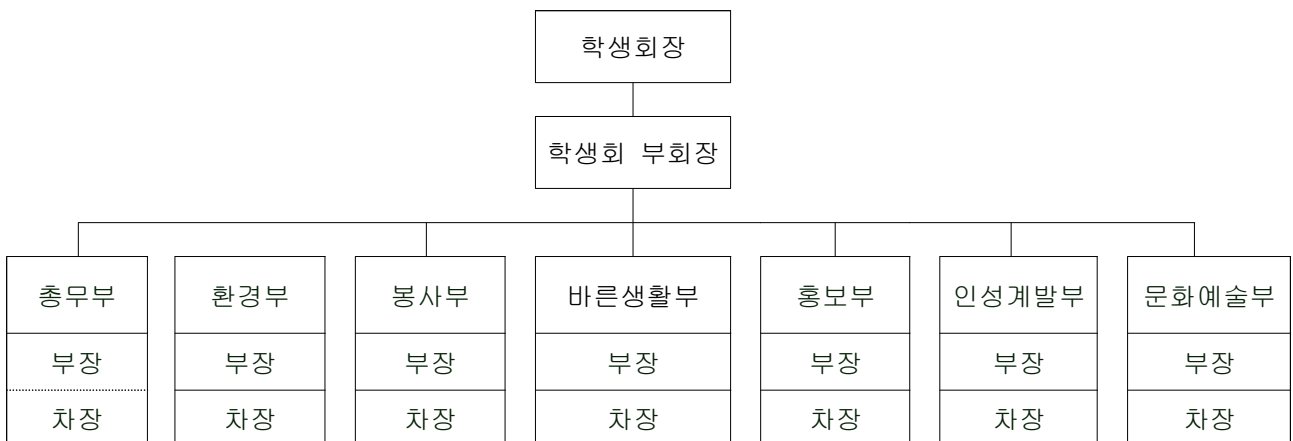 학생회장
학생회 부회장
총무부 환경부 봉사부 바른생활부 홍보부 인성계발부 문화예술부
부장 부장 부장 부장 부장 부장 부장
차장 차장 차장 차장 차장 차장 차장